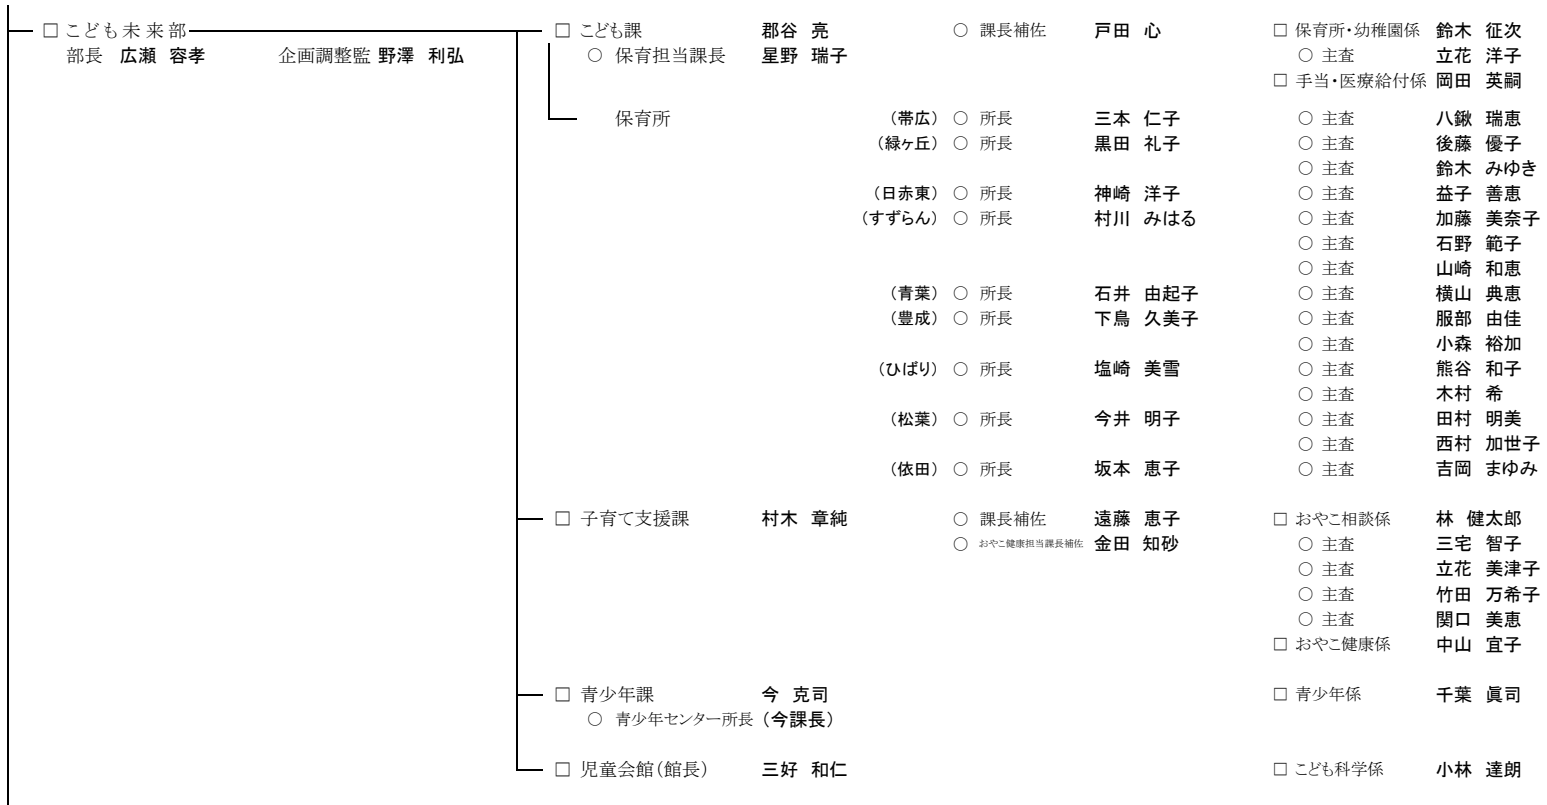 □ こども未来部 □ こども課 郡谷 亮 ○ 課長補佐 戸田 心 □ 保育所・幼稚園係 鈴木 征次
部長 広瀬 容孝 企画調整監 野澤 利弘 ○ 保育担当課長 星野 瑞子 ○ 主査 立花 洋子
□ 手当・医療給付係 岡田 英嗣
保育所 (帯広) ○ 所長 三本 仁子 ○ 主査 八鍬 瑞恵
(緑ヶ丘) ○ 所長 黒田 礼子 ○ 主査 後藤 優子
○ 主査 鈴木 みゆき
(日赤東) ○ 所長 神崎 洋子 ○ 主査 益子 善恵
(すずらん) ○ 所長 村川 みはる ○ 主査 加藤 美奈子
○ 主査 石野 範子
○ 主査 山崎 和恵
(青葉) ○ 所長 石井 由起子 ○ 主査 横山 典恵
(豊成) ○ 所長 下鳥 久美子 ○ 主査 服部 由佳
○ 主査 小森 裕加
(ひばり) ○ 所長 塩崎 美雪 ○ 主査 熊谷 和子
○ 主査 木村 希
(松葉) ○ 所長 今井 明子 ○ 主査 田村 明美
○ 主査 西村 加世子
(依田) ○ 所長 坂本 恵子 ○ 主査 吉岡 まゆみ
□ 子育て支援課 村木 章純 ○ 課長補佐 遠藤 恵子 □ おやこ相談係 林 健太郎
○ おやこ健康担当課長補佐 金田 知砂 ○ 主査 三宅 智子
○ 主査 立花 美津子
○ 主査 竹田 万希子
○ 主査 関口 美恵
□ おやこ健康係 中山 宜子
□ 青少年課 今 克司 □ 青少年係 千葉 眞司
○ 青少年センター所長 (今課長)
□ 児童会館(館長) 三好 和仁 □ こども科学係 小林 達朗